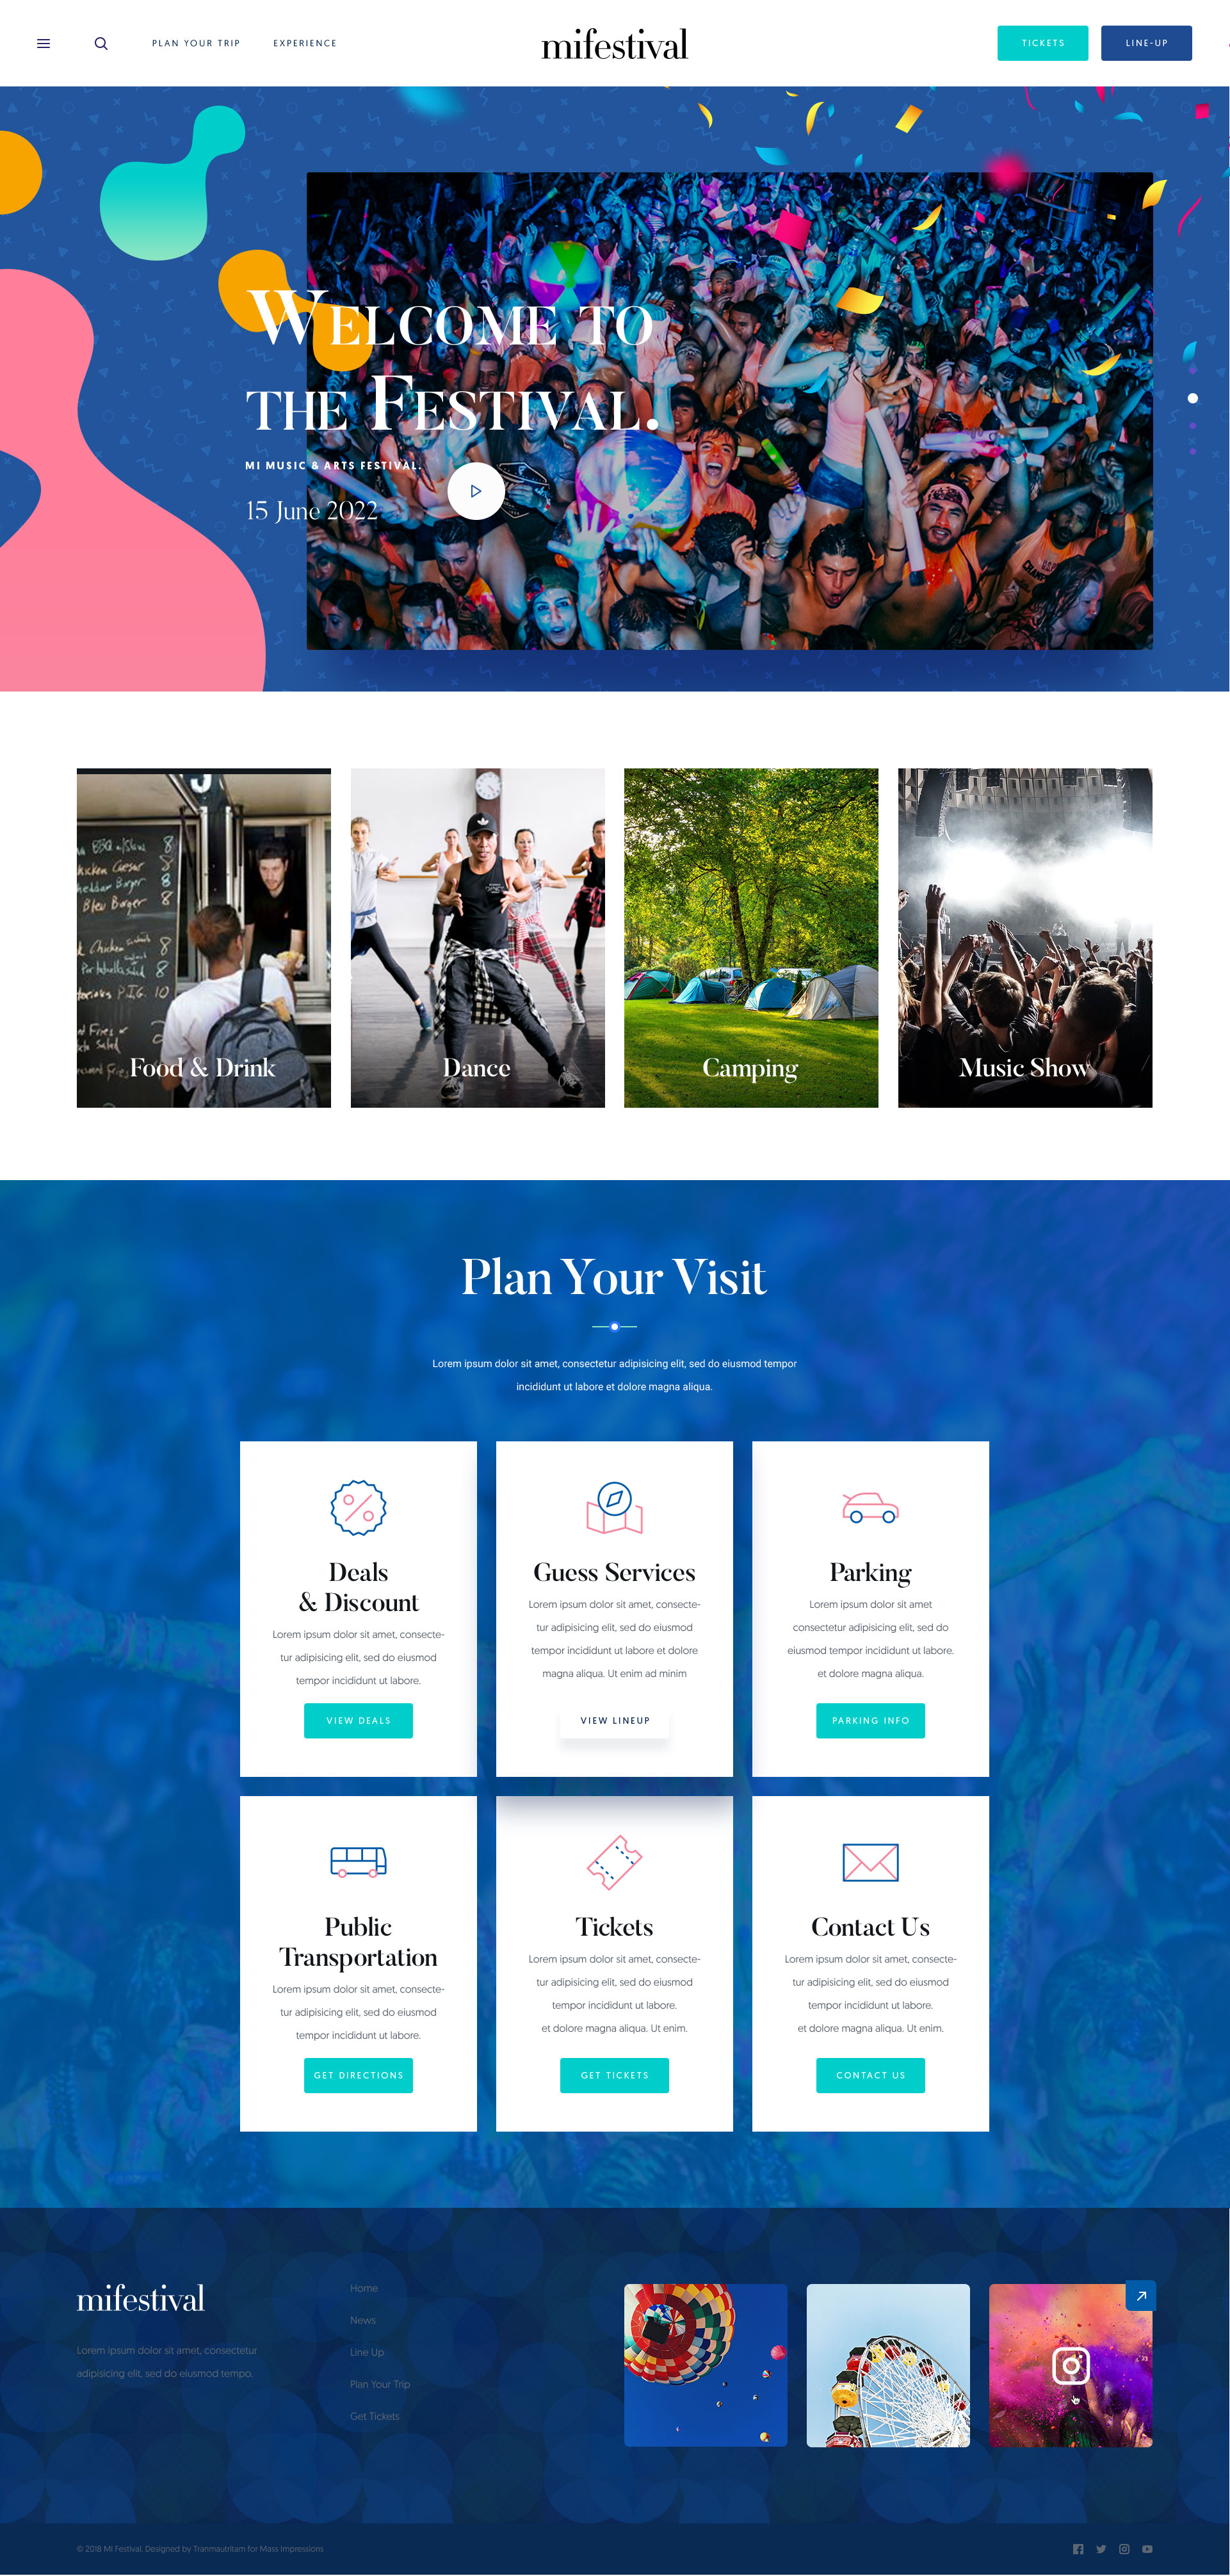 PLAN YOUR TRIP
EXPERIENCE
mifestival
TICKETS
LINE-UP
WELCOME TO
THE FESTIVAL.
MI MUSIC & ARTS FESTIVAL.
15 June 2022
Food & Drink
Dance
Camping
Music Show
Plan Your Visit
Lorem ipsum dolor sit amet, consectetur adipisicing elit, sed do eiusmod tempor
incididunt ut labore et dolore magna aliqua.
Deals
& Discount
Lorem ipsum dolor sit amet, consecte-
tur adipisicing elit, sed do eiusmod
tempor incididunt ut labore.
VIEW DEALS
Guess Services
Lorem ipsum dolor sit amet, consecte-
tur adipisicing elit, sed do eiusmod
tempor incididunt ut labore et dolore
magna aliqua. Ut enim ad minim
VIEW LINEUP
Parking
Lorem ipsum dolor sit amet
consectetur adipisicing elit, sed do
eiusmod tempor incididunt ut labore.
et dolore magna aliqua.
PARKING INFO
Public
Transportation
Lorem ipsum dolor sit amet, consecte-
tur adipisicing elit, sed do eiusmod
tempor incididunt ut labore.
GET DIRECTIONS
Tickets
Lorem ipsum dolor sit amet, consecte-
tur adipisicing elit, sed do eiusmod
tempor incididunt ut labore.
et dolore magna aliqua. Ut enim.
GET TICKETS
Contact Us
Lorem ipsum dolor sit amet, consecte-
tur adipisicing elit, sed do eiusmod
tempor incididunt ut labore.
et dolore magna aliqua. Ut enim.
CONTACT US
mifestival
Lorem ipsum dolor sit amet, consectetur
adipisicing elit, sed do eiusmod tempo.
Home
News
Line Up
Plan Your Trip
Get Tickets
© 2018 MI Festival. Designed by Tranmautritam for Mass Impressions